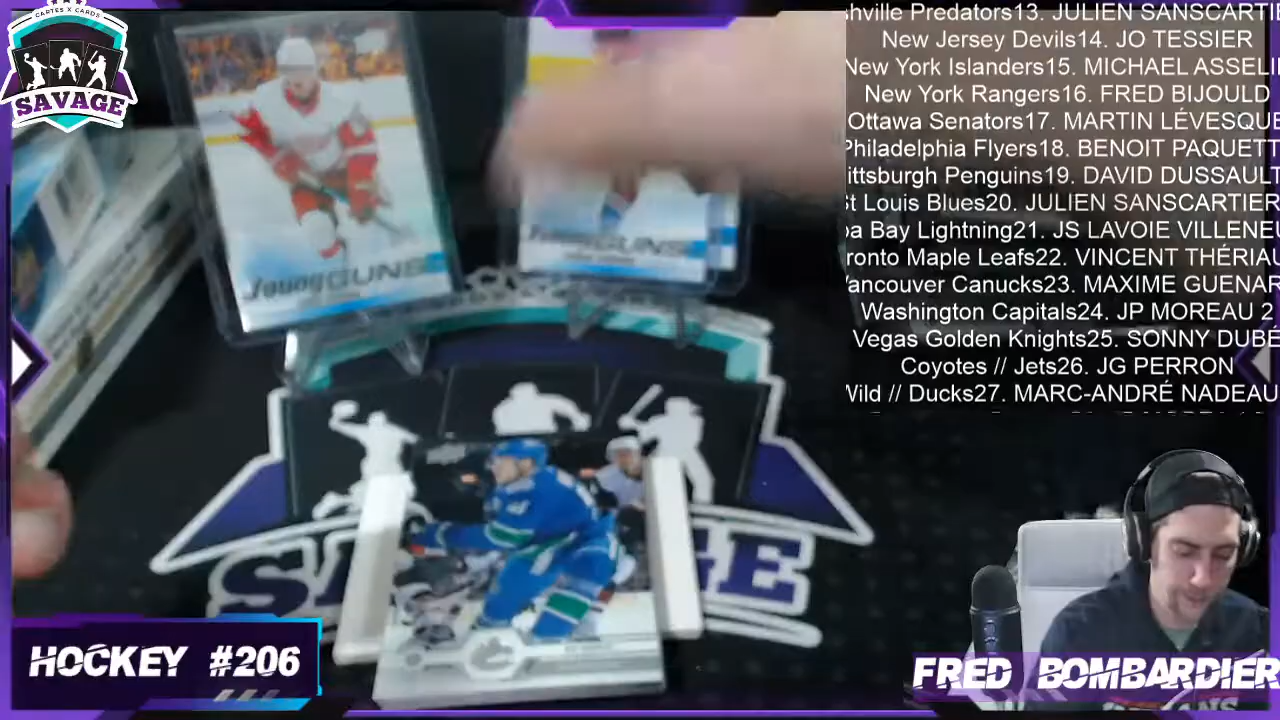 CARTES X CARDS
SAVAGE
shville Predators13. JULIEN SANSCARTIE
New Jersey Devils14. JO TESSIER
New York Islanders15. MICHAEL ASSELI
New York Rangers16. FRED BIJOULD
Ottawa Senators17. MARTIN LÉVESQUE
Philadelphia Flyers18. BENOIT PAQUETT
ittsburgh Penguins19. DAVID DUSSAULT
St Louis Blues20. JULIEN SANSCARTIER
pa Bay Lightning21. JS LAVOIE VILLENEU
ronto Maple Leafs22. VINCENT THÉRIAU
Vancouver Canucks23. MAXIME GUENAR
Washington Capitals24. JP MOREAU 2
Vegas Golden Knights25. SONNY DUBÉ
Coyotes // Jets26. JG PERRON
Wild // Ducks27. MARC-ANDRÉ NADEAU
Young GUNS
Young GUNS
HOCKEY #206
FRED BOMBARDIER